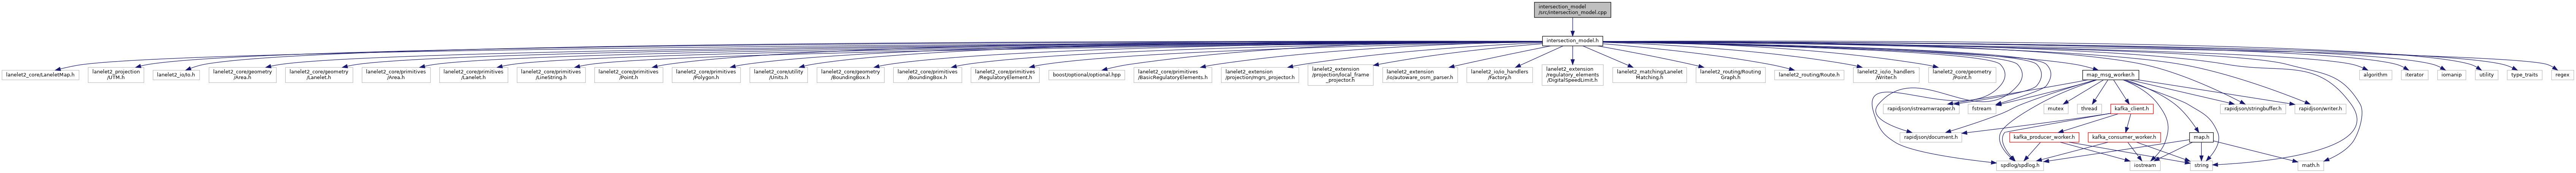 intersection_model
/src/intersection_model.cpp
intersection_model.h
lanelet2_core/LaneletMap.h
lanelet2_projection
/UTM.h
lanelet2_io/Io.h
lanelet2_core/geometry
/Area.h
lanelet2_core/geometry
/Lanelet.h
lanelet2_core/primitives
/Area.h
lanelet2_core/primitives
/Lanelet.h
lanelet2_core/primitives
/LineString.h
lanelet2_core/primitives
/Point.h
lanelet2_core/primitives
/Polygon.h
lanelet2_core/utility
/Units.h
lanelet2_core/geometry
/BoundingBox.h
lanelet2_core/primitives
/BoundingBox.h
lanelet2_core/primitives
/RegulatoryElement.h
boost/optional/optional.hpp
lanelet2_core/primitives
/BasicRegulatoryElements.h
lanelet2_extension
/projection/mgrs_projector.h
lanelet2_extension
/projection/local_frame
_projector.h
lanelet2_extension
/io/autoware_osm_parser.h
lanelet2_io/io_handlers
/Factory.h
lanelet2_extension
/regulatory_elements
/DigitalSpeedLimit.h
lanelet2_matching/Lanelet
Matching.h
lanelet2_routing/Routing
Graph.h
lanelet2_routing/Route.h
lanelet2_io/io_handlers
/Writer.h
lanelet2_core/geometry
/Point.h
map_msg_worker.h
algorithm
iterator
iomanip
utility
type_traits
regex
rapidjson/istreamwrapper.h
fstream
mutex
thread
kafka_client.h
rapidjson/stringbuffer.h
rapidjson/writer.h
rapidjson/document.h
kafka_producer_worker.h
kafka_consumer_worker.h
map.h
spdlog/spdlog.h
iostream
string
math.h